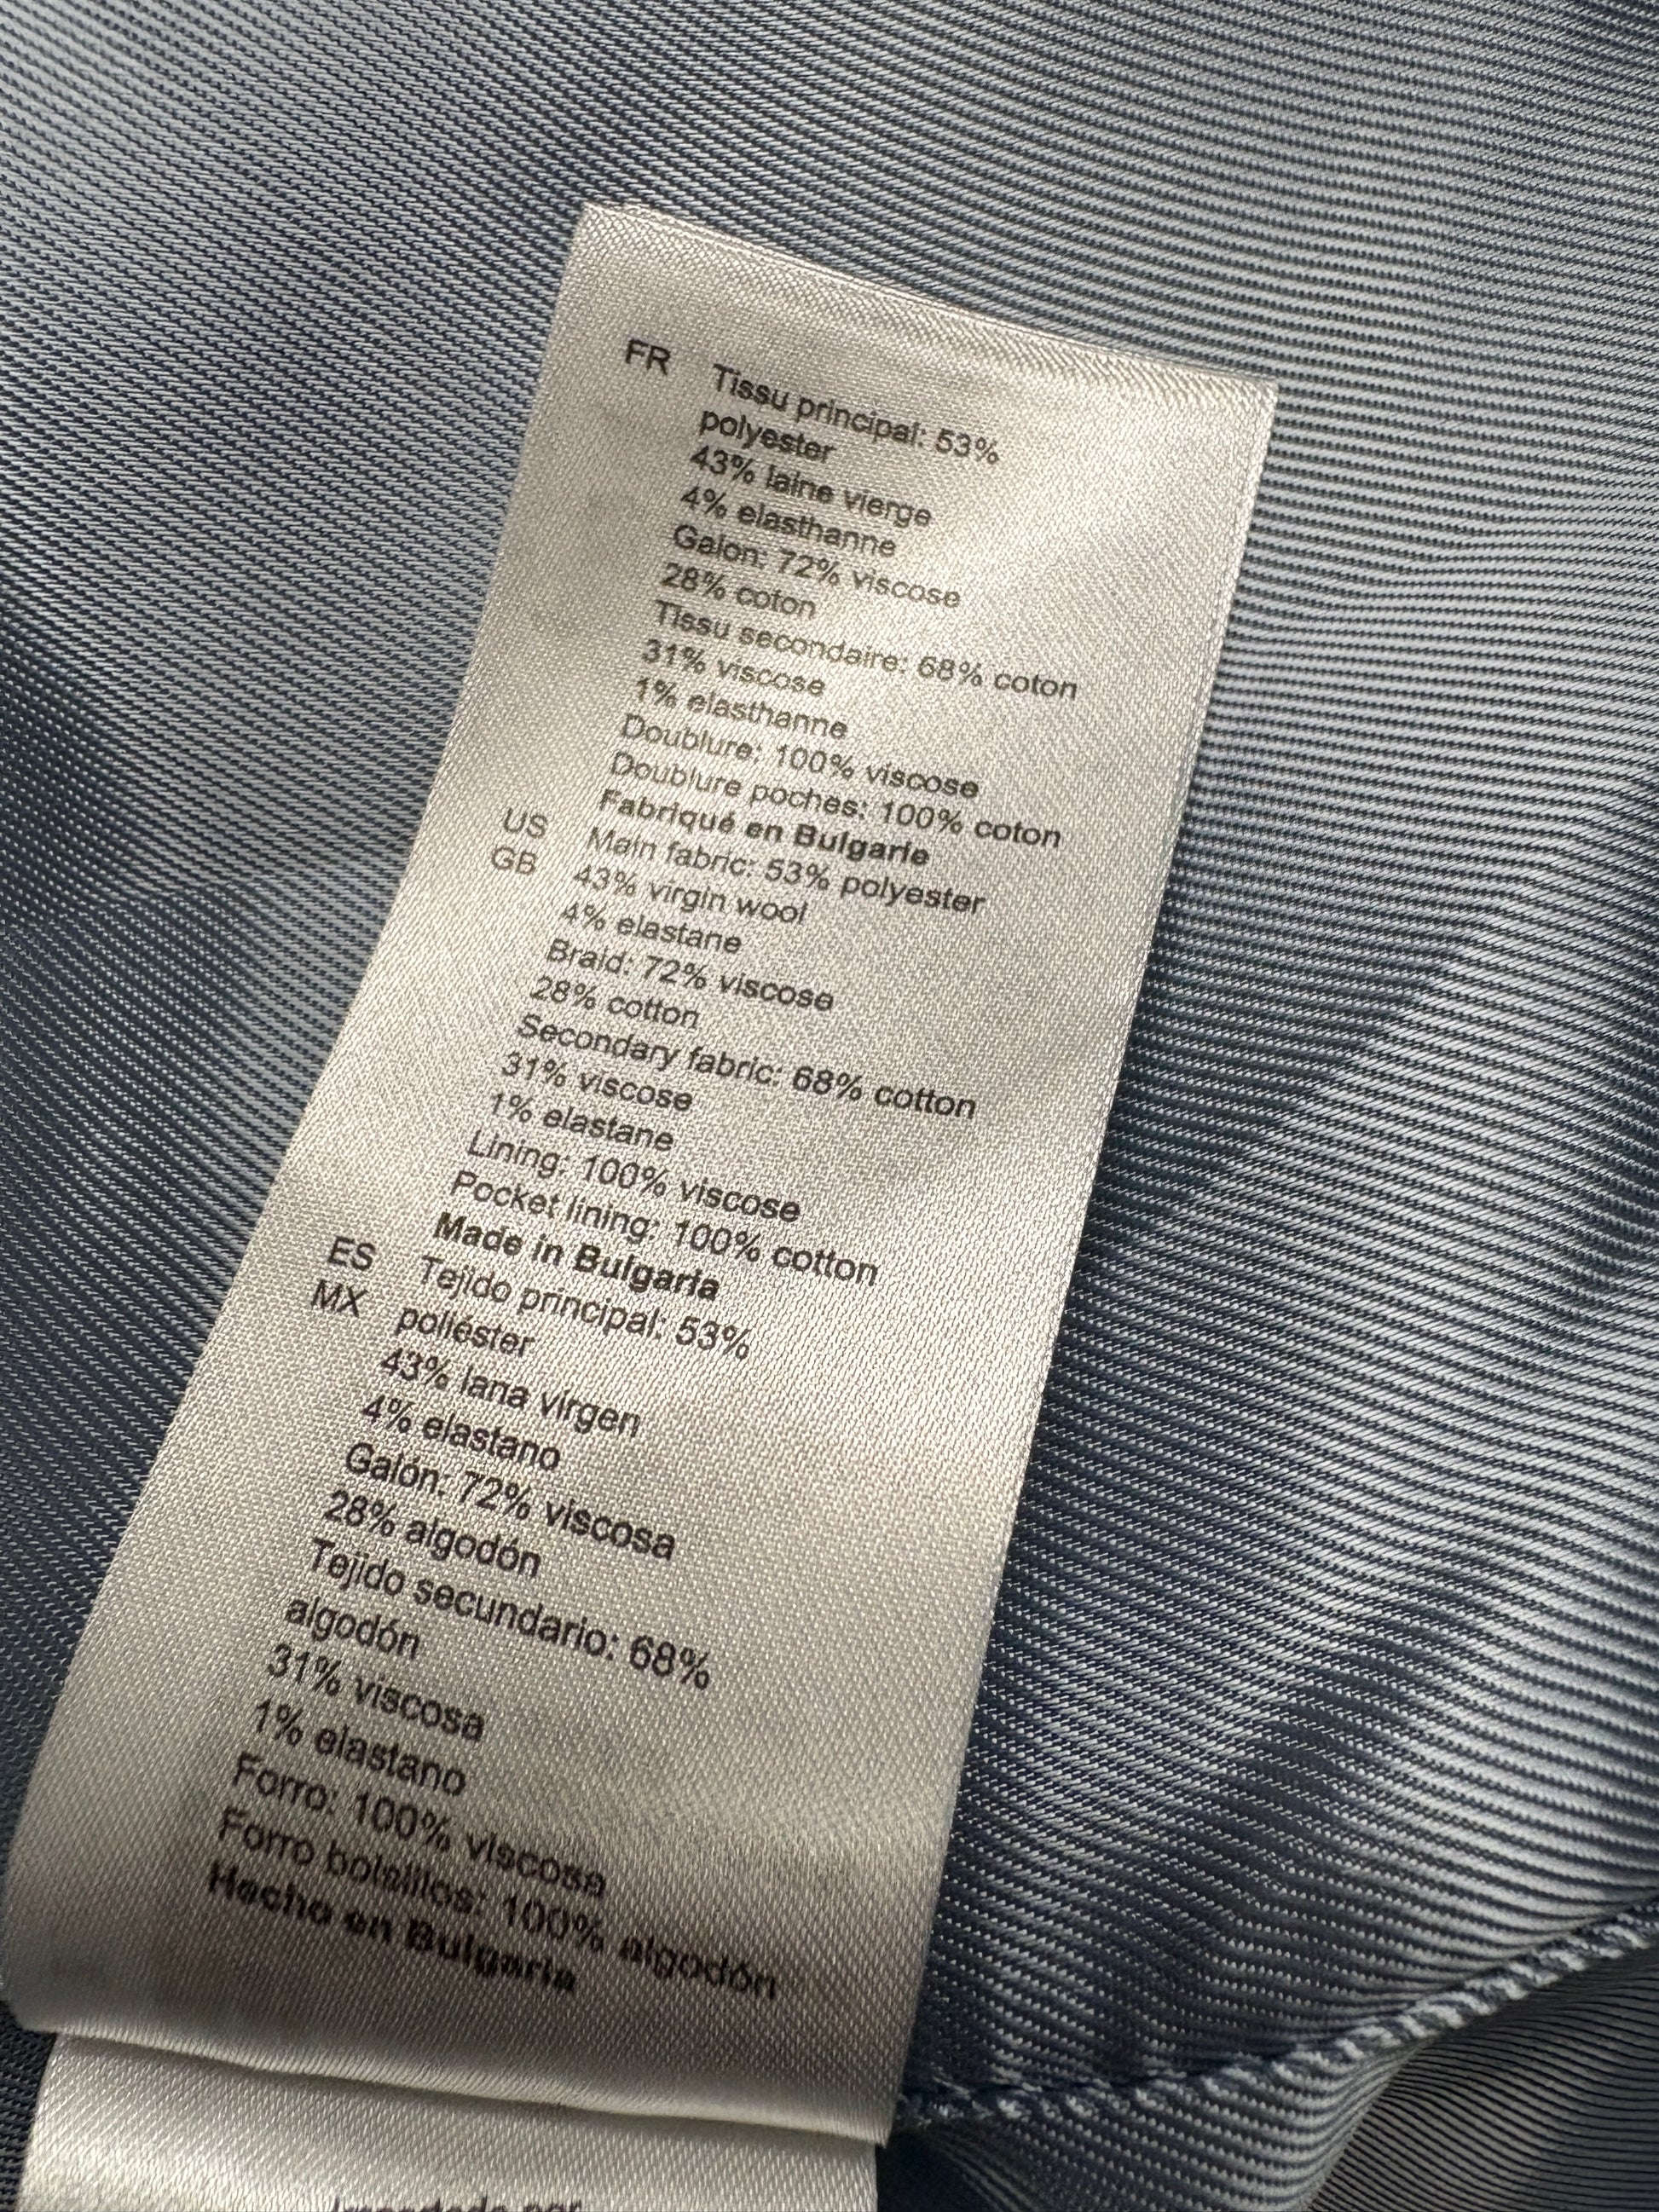 FR Tissu principal: 53%
polyester
43% laine vierge
4% elasthanne
Galon: 72% viscose
28% coton
Tissu secondaire: 68% coton
31% viscose
1% elasthanne
Doublure: 100% viscose
Doublure poches: 100% coton
Fabriqué en Bulgarie
US Main fabric: 53% polyester
GB 43% virgin wool
4% elastane
Braid: 72% viscose
28% cotton
Secondary fabric: 68% cotton
31% viscose
1% elastane
Lining: 100% viscose
Pocket lining: 100% cotton
Made in Bulgaria
ES Tejido principal: 53%
MX poliéster
43% lana virgen
4% elastano
Galón: 72% viscosa
28% algodón
Tejido secundario: 68%
algodón
31% viscosa
1% elastano
Forro: 100% viscosa
Forro bolsillos: 100% algodón
Hecho en Bulgaria